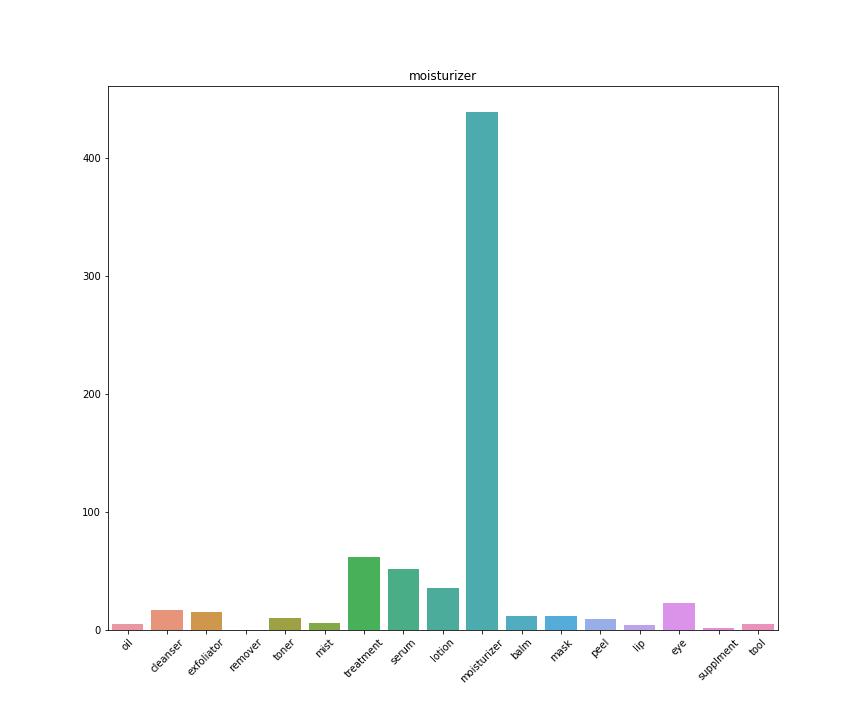 moisturizer
400
300
200
100
0
oil
cleanser
exfoliator
remover
toner
mist
treatment
serum
lotion
moisturizer
balm
mask
peel
lip
eye
supplment
tool